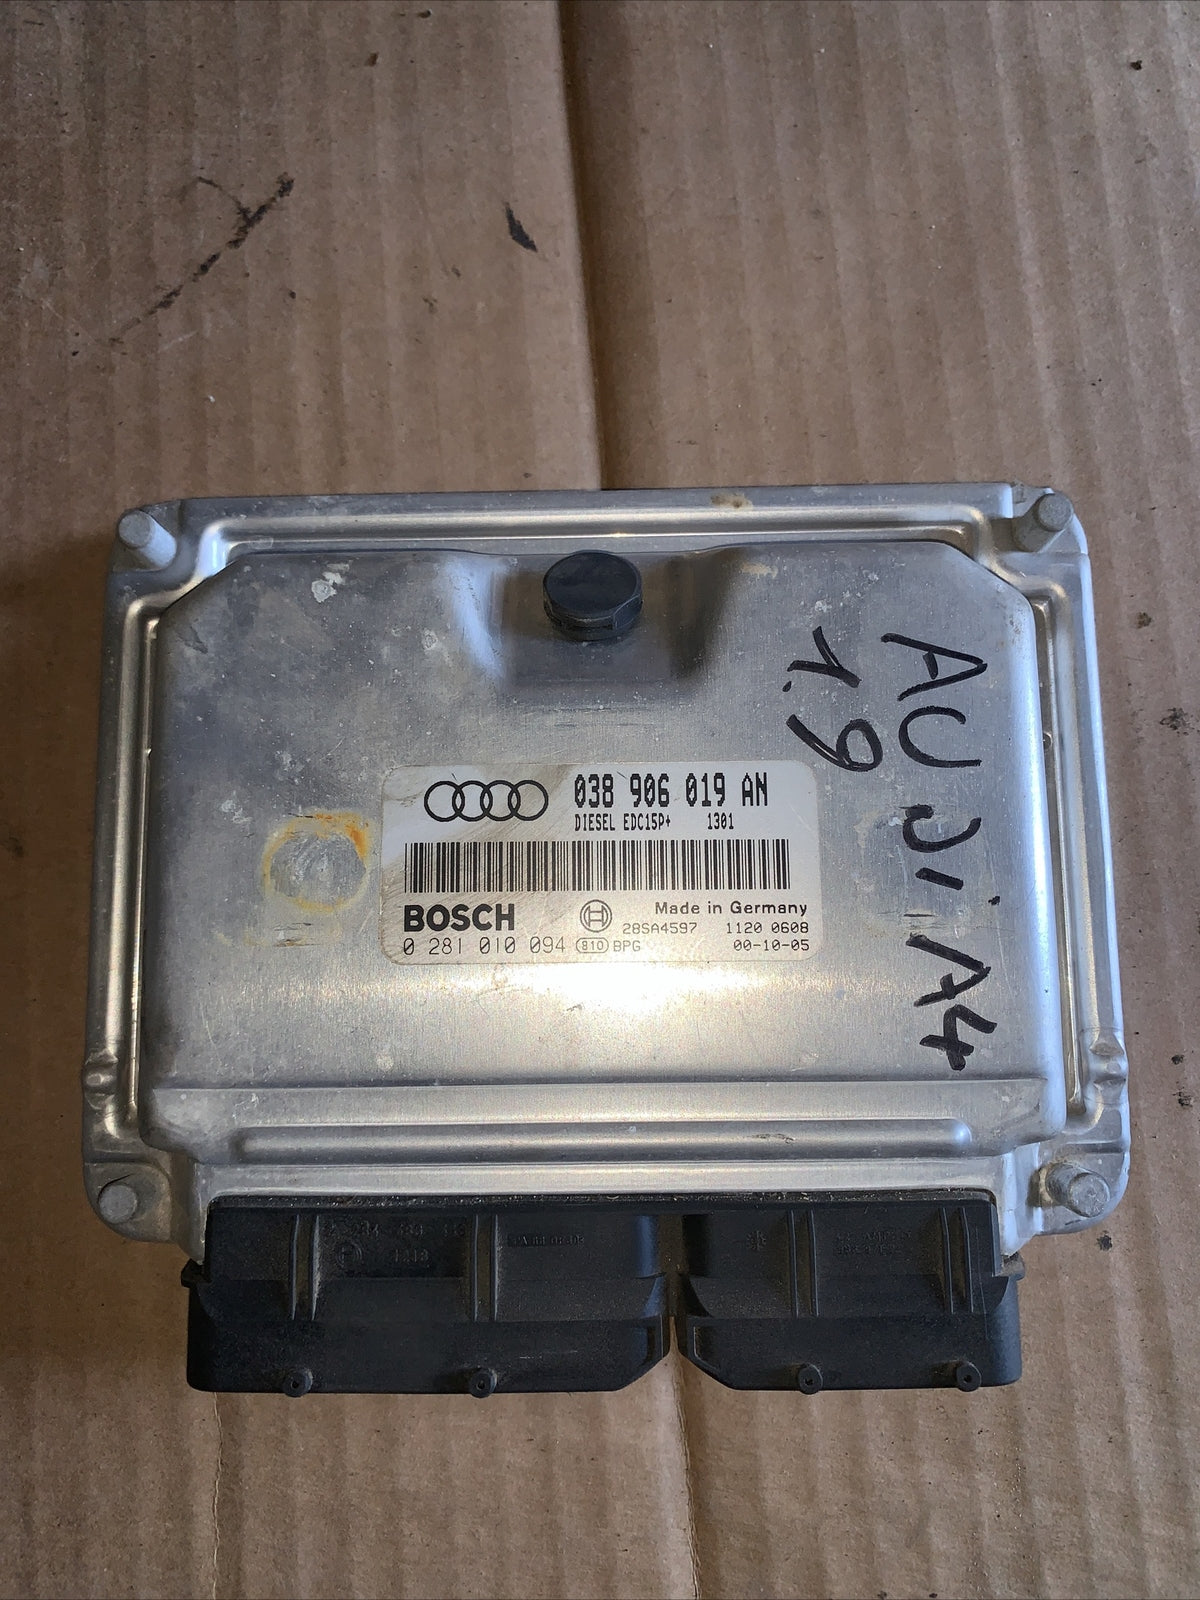 038 906 019 AN
DIESEL EDC15P+ 1301
BOSCH
Made in Germany
28SA4597 1120 0608
0 281 010 094 810 BPG 00-10-05
AUDI A4
1.9